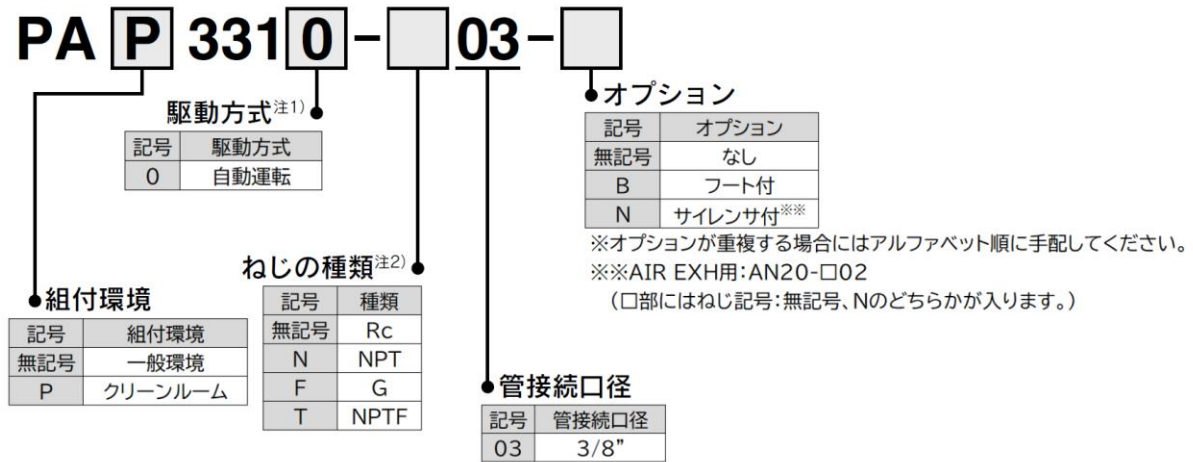 PA P 331 0 - □ 03 - □
駆動方式注1)
記号 駆動方式
0 自動運転
ねじの種類注2)
記号 種類
無記号 Rc
N NPT
F G
T NPTF
組付環境
記号 組付環境
無記号 一般環境
P クリーンルーム
管接続口径
記号 管接続口径
03 3/8”
オプション
記号 オプション
無記号 なし
B フート付
N サイレンサ付※※
※オプションが重複する場合にはアルファベット順に手配してください。
※※AIR EXH用:AN20-□02
(□部にはねじ記号:無記号、Nのどちらかが入ります。)